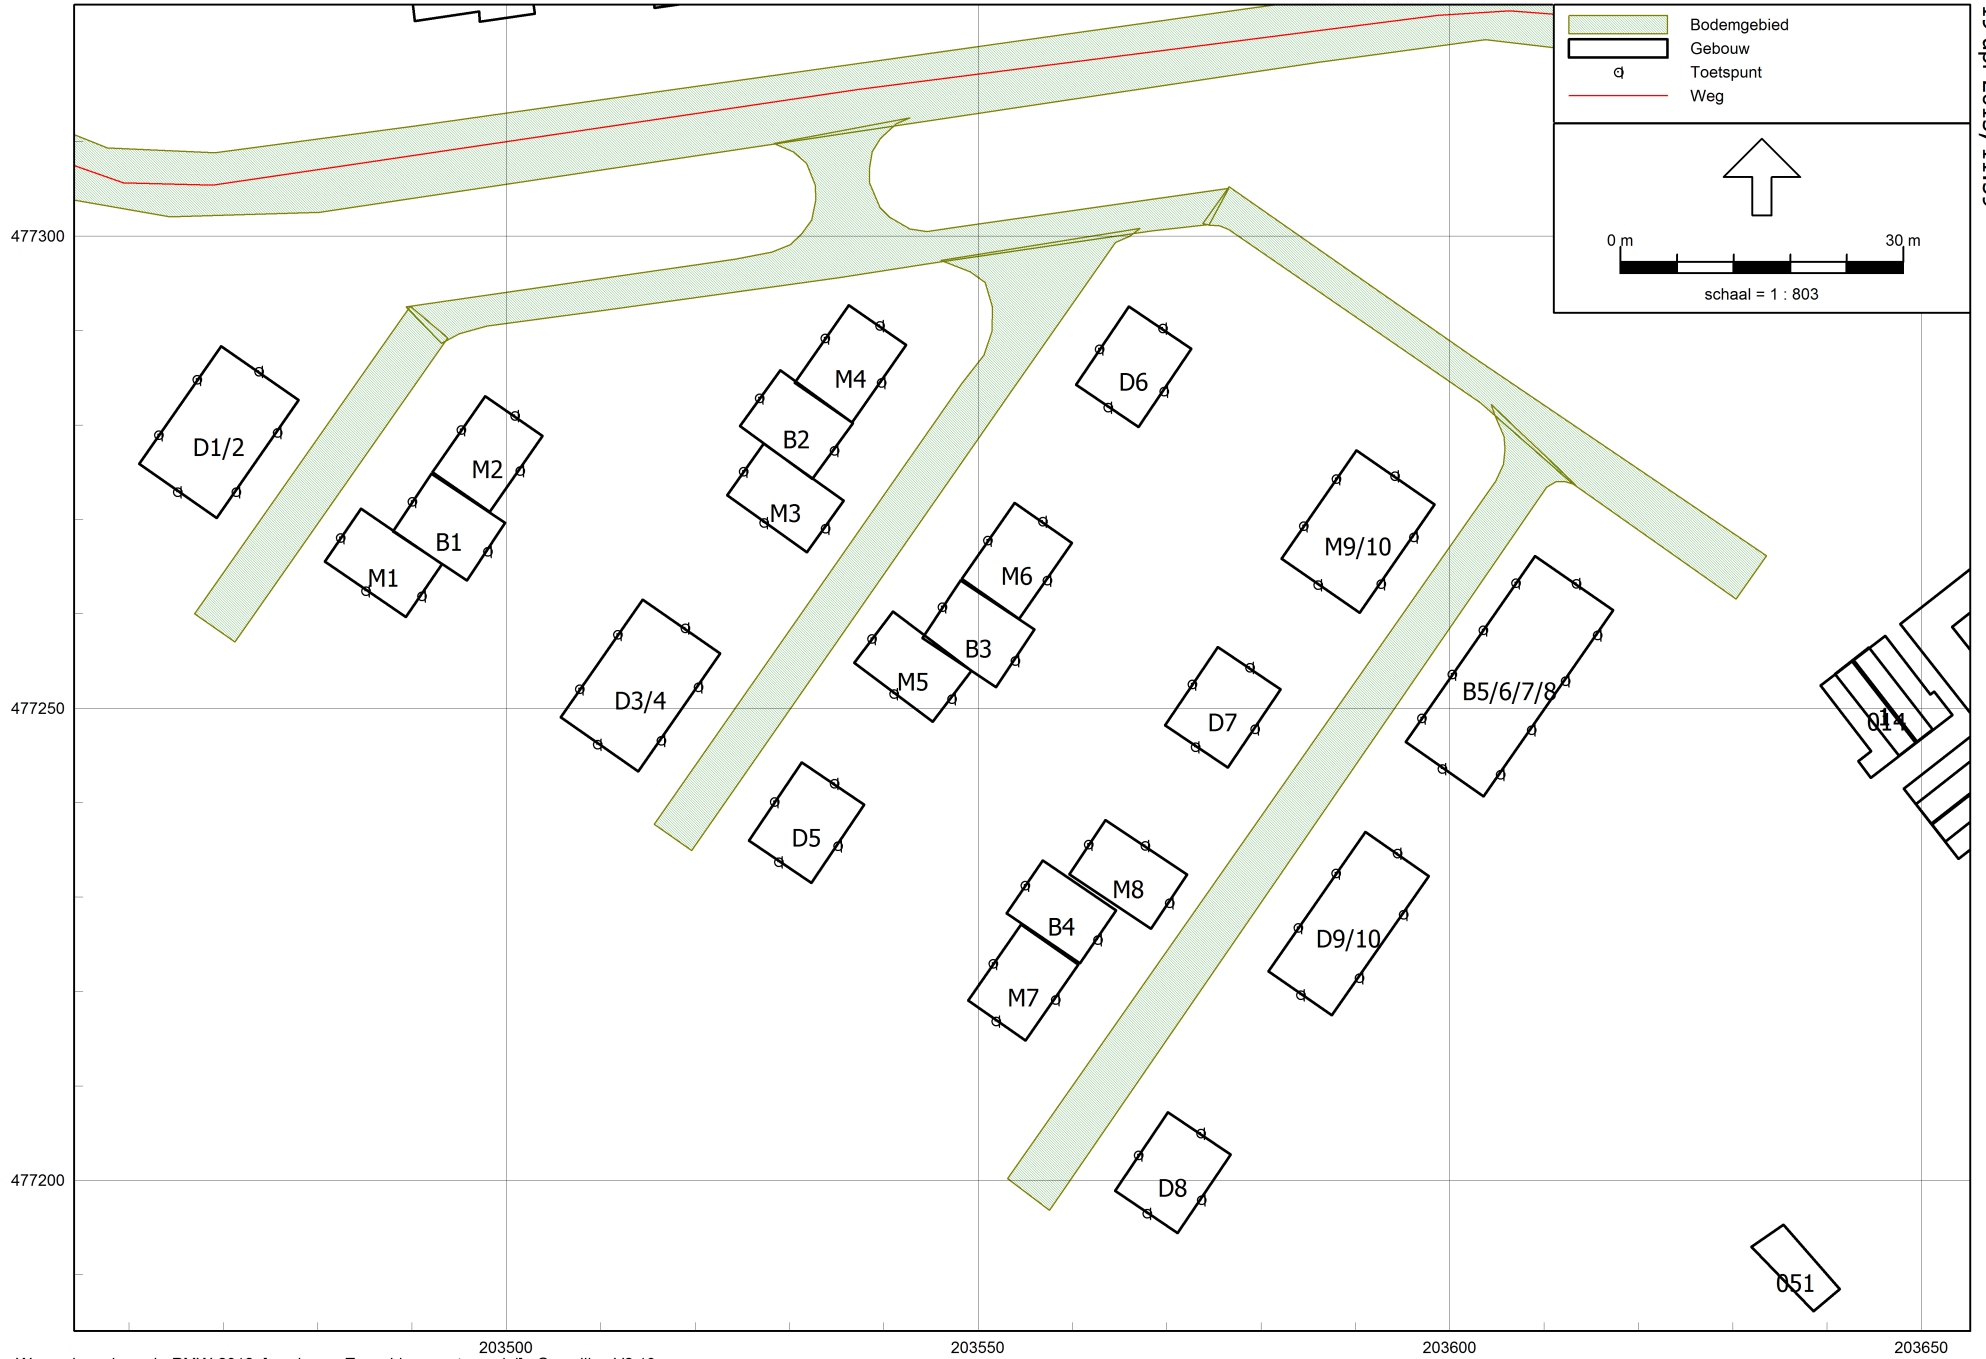 Bodemgebied
Gebouw
Toetspunt
Weg
0 m 30 m
schaal = 1 : 803
477300
477250
477200
203500
203550
203600
203650
D1/2
M2
B1
M1
M4
B2
M3
D6
M6
B3
M5
D3/4
D5
M9/10
D7
B5/6/7/8
014
M8
B4
M7
D9/10
D8
051